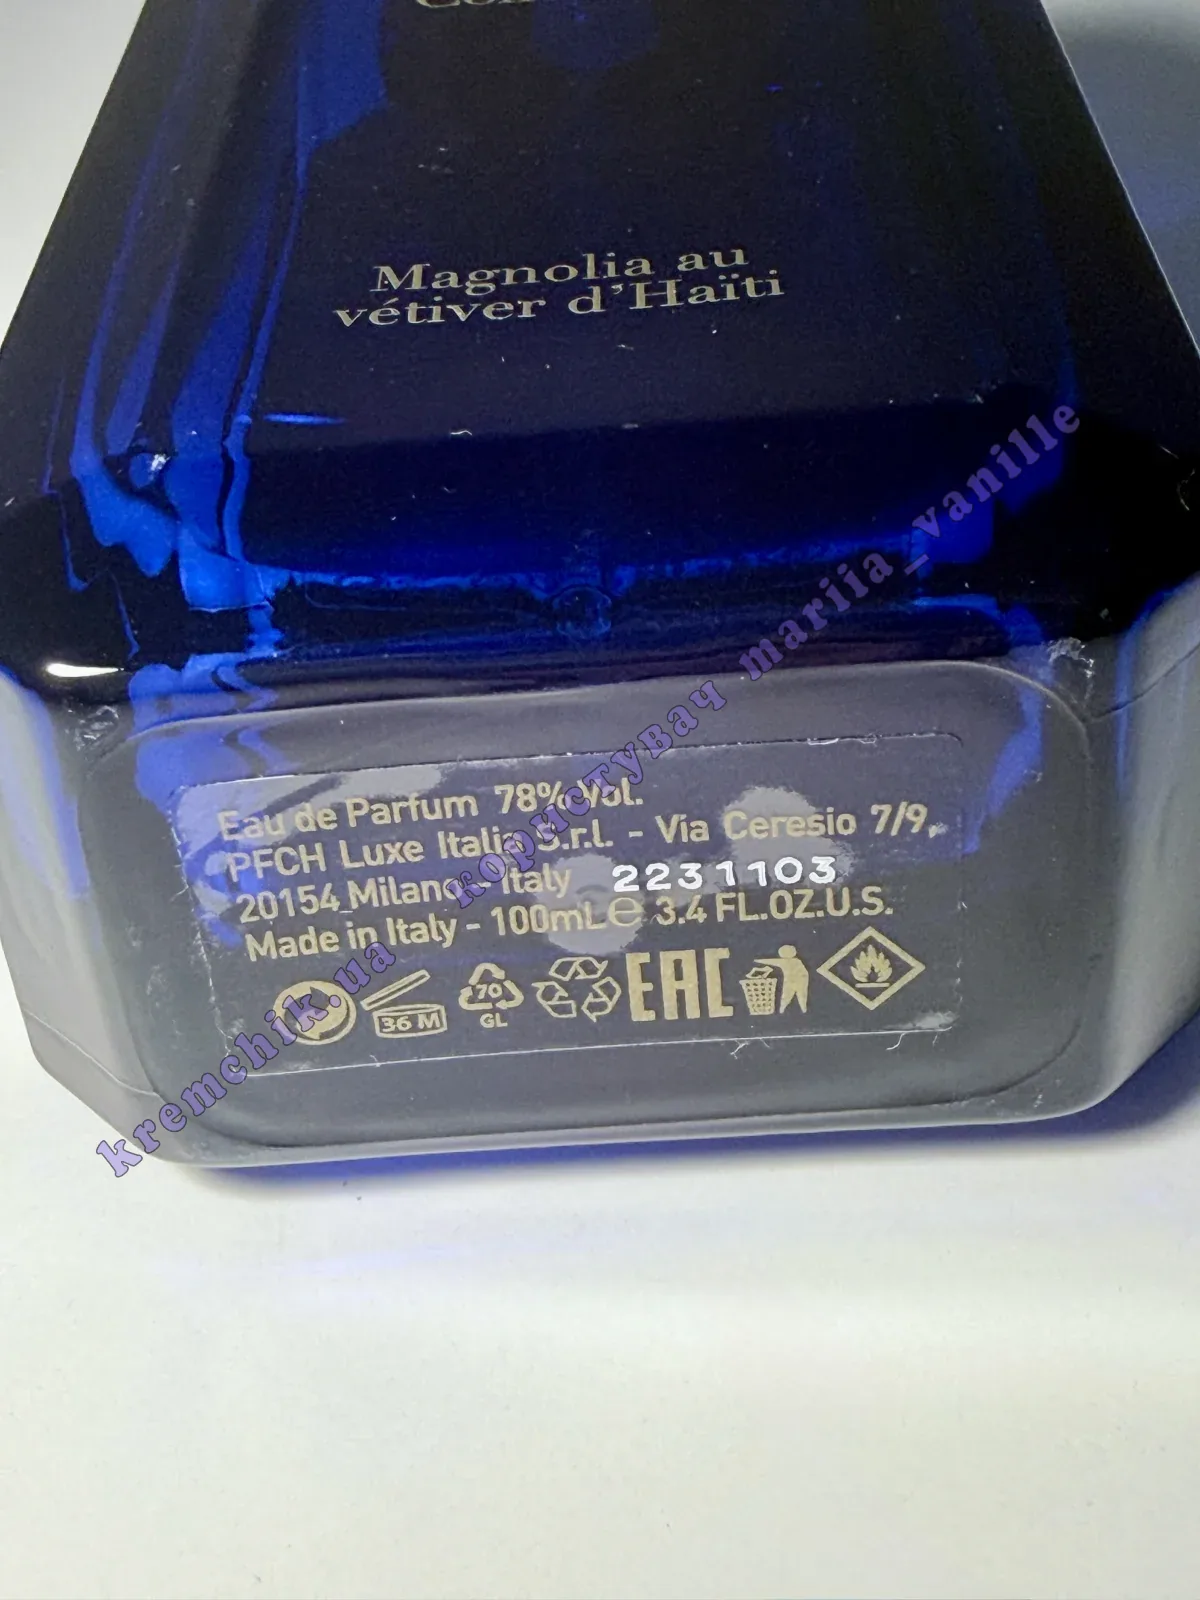 Magnolia au
vétiver d'Haïti
Eau de Parfum 78% Vol.
PFCH Luxe Italia S.r.l. - Via Ceresio 7/9,
20154 Milano - Italy 2231103
Made in Italy - 100mL ℮ 3.4 FL.OZ.U.S.
36 M
70
GL
EAC
kremchik.ua користувач mariia_vanille